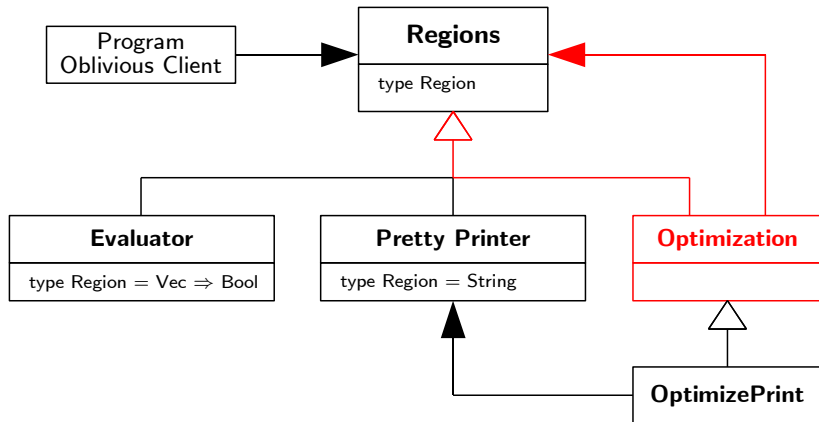 Program
Oblivious Client
Regions
type Region
Evaluator
type Region = Vec ⇒ Bool
Pretty Printer
type Region = String
Optimization
OptimizePrint